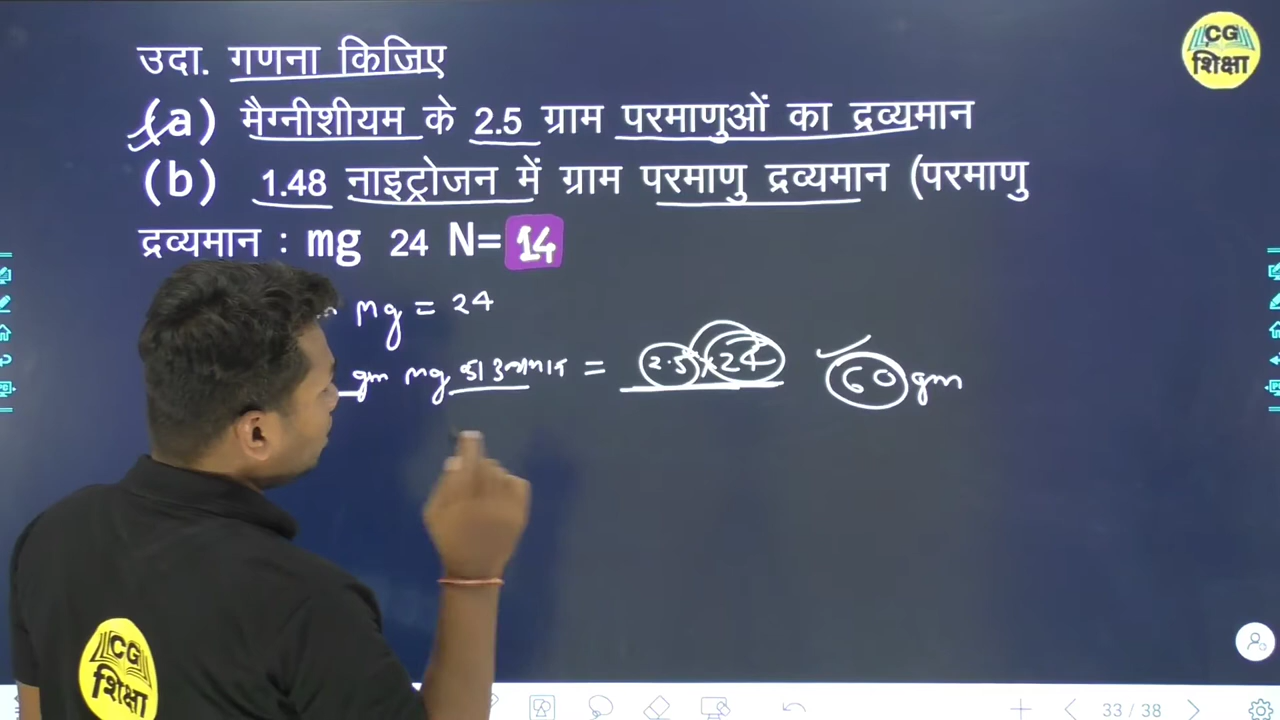 उदा. गणना किजिए
CG
शिक्षा
(a) मैग्नीशीयम के 2.5 ग्राम परमाणुओं का द्रव्यमान
(b) 1.48 नाइट्रोजन में ग्राम परमाणु द्रव्यमान (परमाणु
द्रव्यमान : mg 24 N= 14
mg = 24
gm mg का = 2.5 × 24 60 gm
CG
शिक्षा
33 / 38